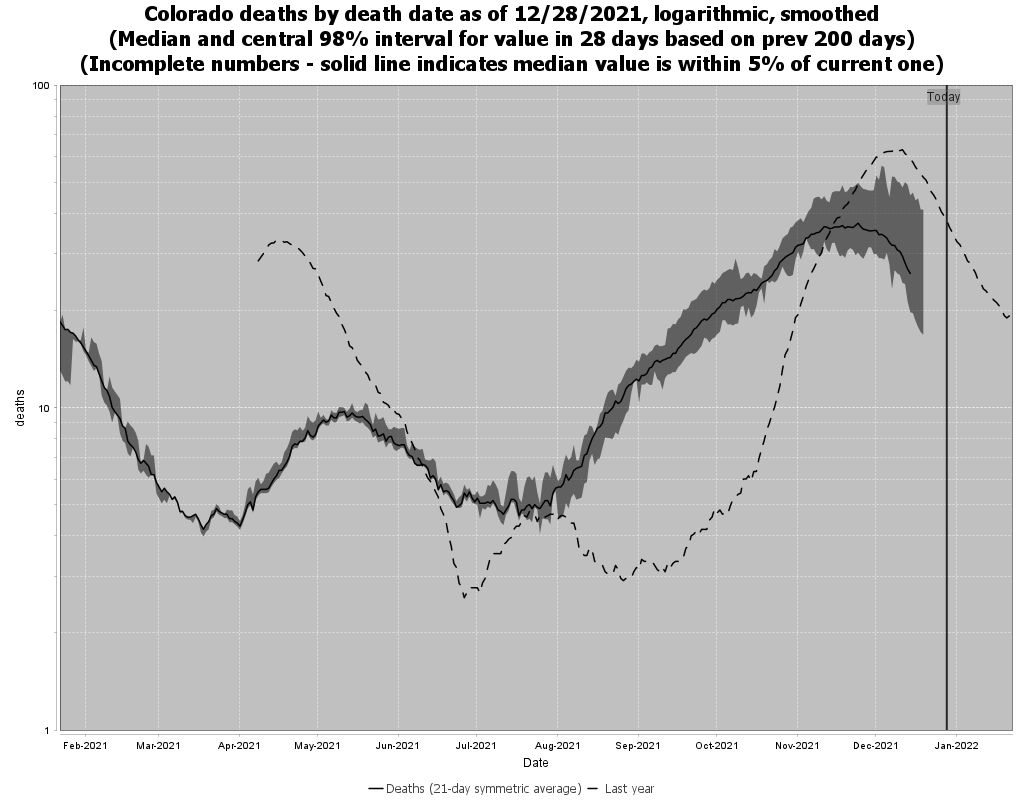 Colorado deaths by death date as of 12/28/2021, logarithmic, smoothed
(Median and central 98% interval for value in 28 days based on prev 200 days)
(Incomplete numbers - solid line indicates median value is within 5% of current one)
Today
100
10
1
deaths
Feb-2021 Mar-2021 Apr-2021 May-2021 Jun-2021 Jul-2021 Aug-2021 Sep-2021 Oct-2021 Nov-2021 Dec-2021 Jan-2022
Date
Deaths (21-day symmetric average) Last year